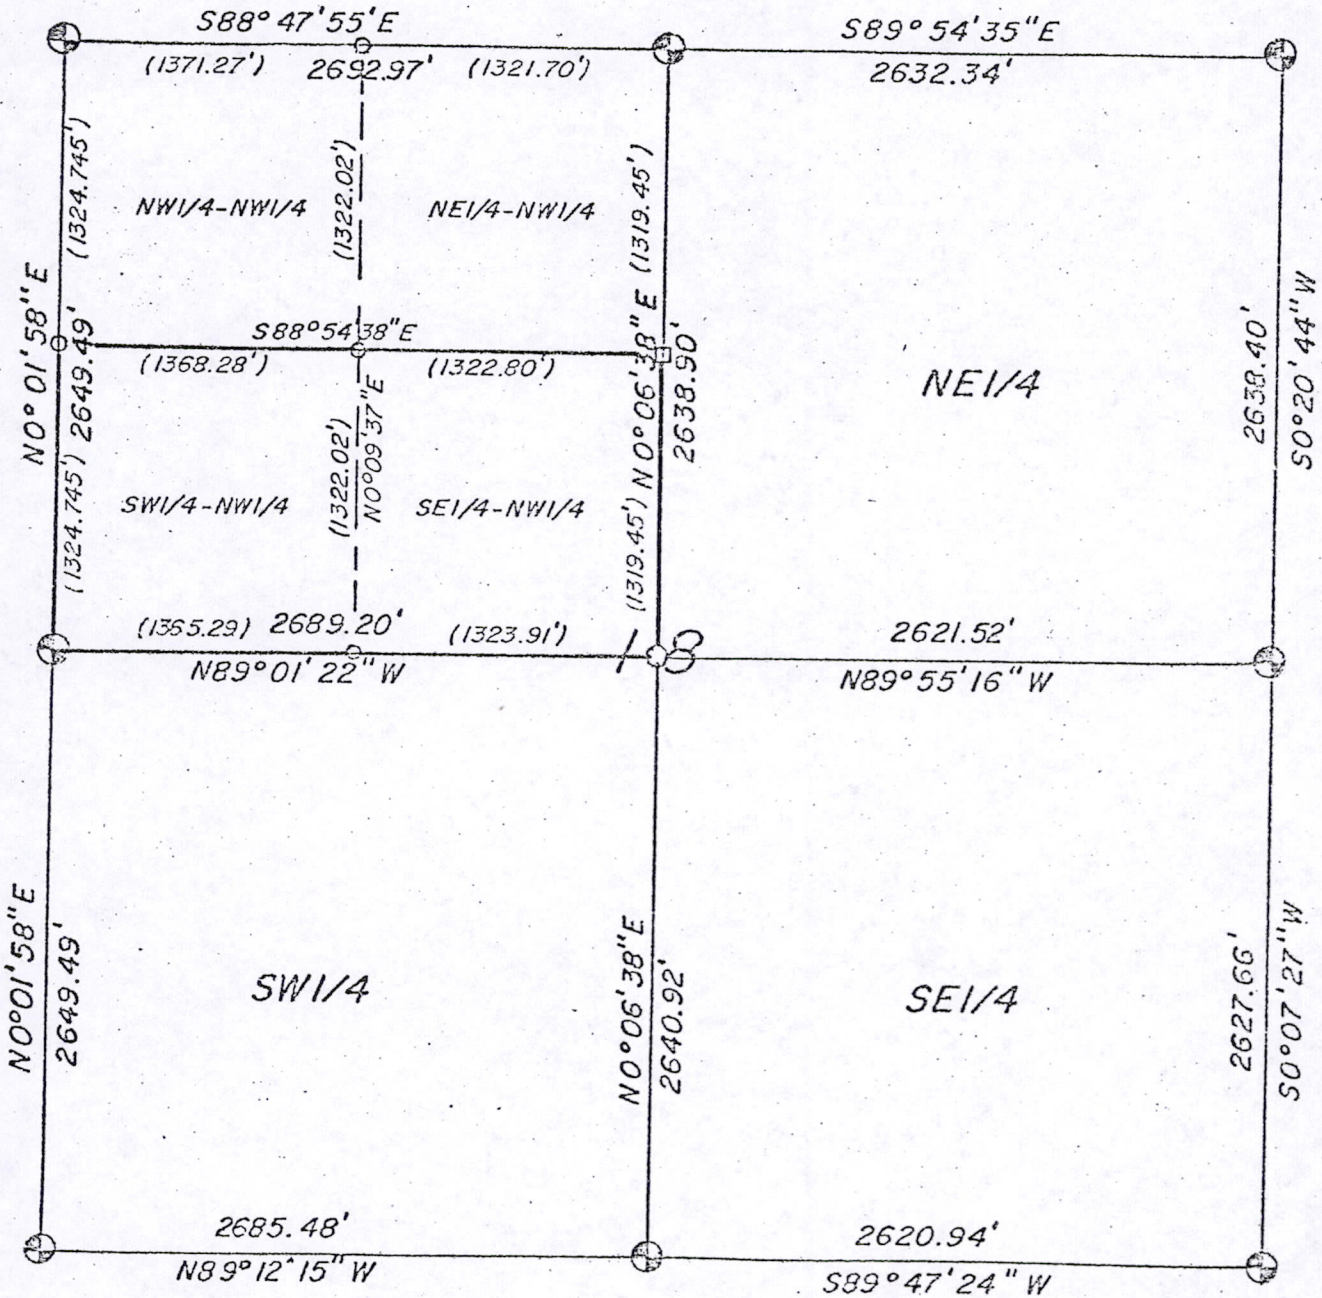 S88°47'55"E
S89°54'35"E
(1371.27')
2692.97'
(1321.70')
2632.34'
(1324.745')
NW1/4-NW1/4
(1322.02')
NE1/4-NW1/4
(1319.45')
N0°01'58"E
2649.49'
S88°54'38"E
(1368.28')
(1322.80')
N0°06'38"E
2638.90'
NE1/4
2638.40'
S0°20'44"W
(1324.745')
SW1/4-NW1/4
(1322.02')
N0°09'37"E
SE1/4-NW1/4
(1319.45')
(1365.29)
2689.20'
(1323.91')
18
2621.52'
N89°01'22"W
N89°55'16"W
N0°01'58"E
2649.49'
SW1/4
N0°06'38"E
2640.92'
SE1/4
2627.66'
S0°07'27"W
2685.48'
2620.94'
N89°12'15"W
S89°47'24"W